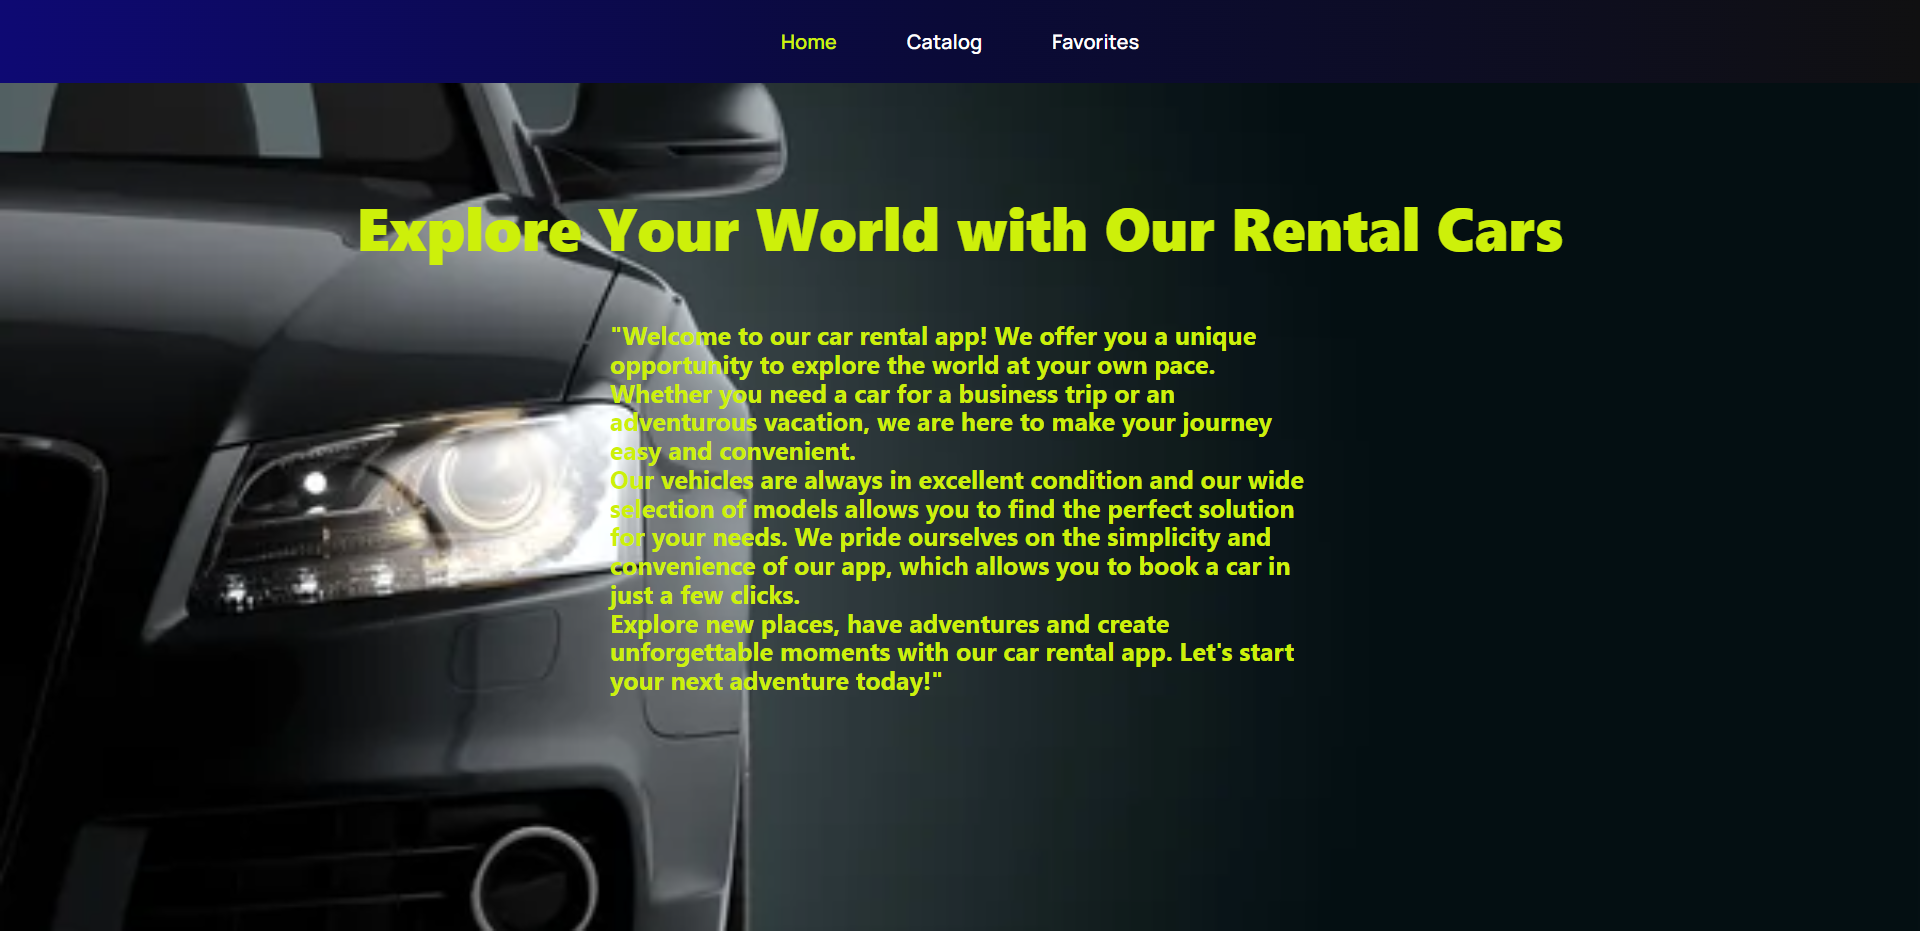 Home Catalog Favorites
Explore Your World with Our Rental Cars
"Welcome to our car rental app! We offer you a unique
opportunity to explore the world at your own pace.
Whether you need a car for a business trip or an
adventurous vacation, we are here to make your journey
easy and convenient.
Our vehicles are always in excellent condition and our wide
selection of models allows you to find the perfect solution
for your needs. We pride ourselves on the simplicity and
convenience of our app, which allows you to book a car in
just a few clicks.
Explore new places, have adventures and create
unforgettable moments with our car rental app. Let's start
your next adventure today!"